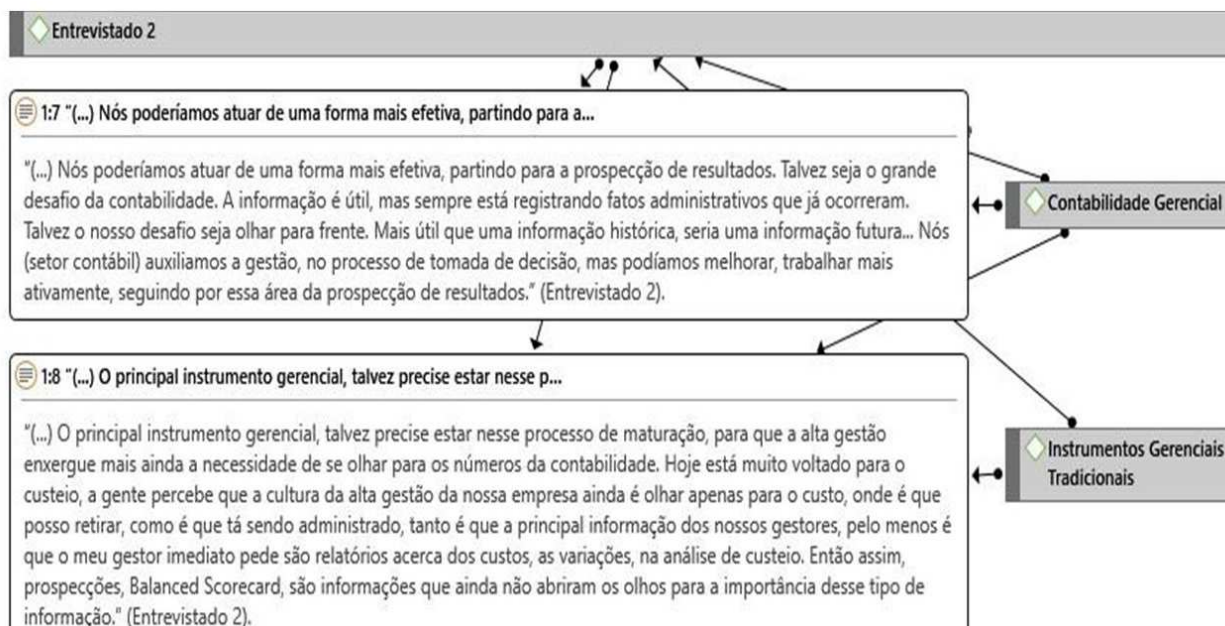 Entrevistado 2
1:7 "(...) Nós poderíamos atuar de uma forma mais efetiva, partindo para a...
"(...) Nós poderíamos atuar de uma forma mais efetiva, partindo para a prospecção de resultados. Talvez seja o grande
desafio da contabilidade. A informação é útil, mas sempre está registrando fatos administrativos que já ocorreram.
Talvez o nosso desafio seja olhar para frente. Mais útil que uma informação histórica, seria uma informação futura... Nós
(setor contábil) auxiliamos a gestão, no processo de tomada de decisão, mas podíamos melhorar, trabalhar mais
ativamente, seguindo por essa área da prospecção de resultados." (Entrevistado 2).
Contabilidade Gerencial
1:8 "(...) O principal instrumento gerencial, talvez precise estar nesse p...
"(...) O principal instrumento gerencial, talvez precise estar nesse processo de maturação, para que a alta gestão
enxergue mais ainda a necessidade de se olhar para os números da contabilidade. Hoje está muito voltado para o
custeio, a gente percebe que a cultura da alta gestão da nossa empresa ainda é olhar apenas para o custo, onde é que
posso retirar, como é que tá sendo administrado, tanto é que a principal informação dos nossos gestores, pelo menos é
que o meu gestor imediato pede são relatórios acerca dos custos, as variações, na análise de custeio. Então assim,
prospecções, Balanced Scorecard, são informações que ainda não abriram os olhos para a importância desse tipo de
informação." (Entrevistado 2).
Instrumentos Gerenciais
Tradicionais